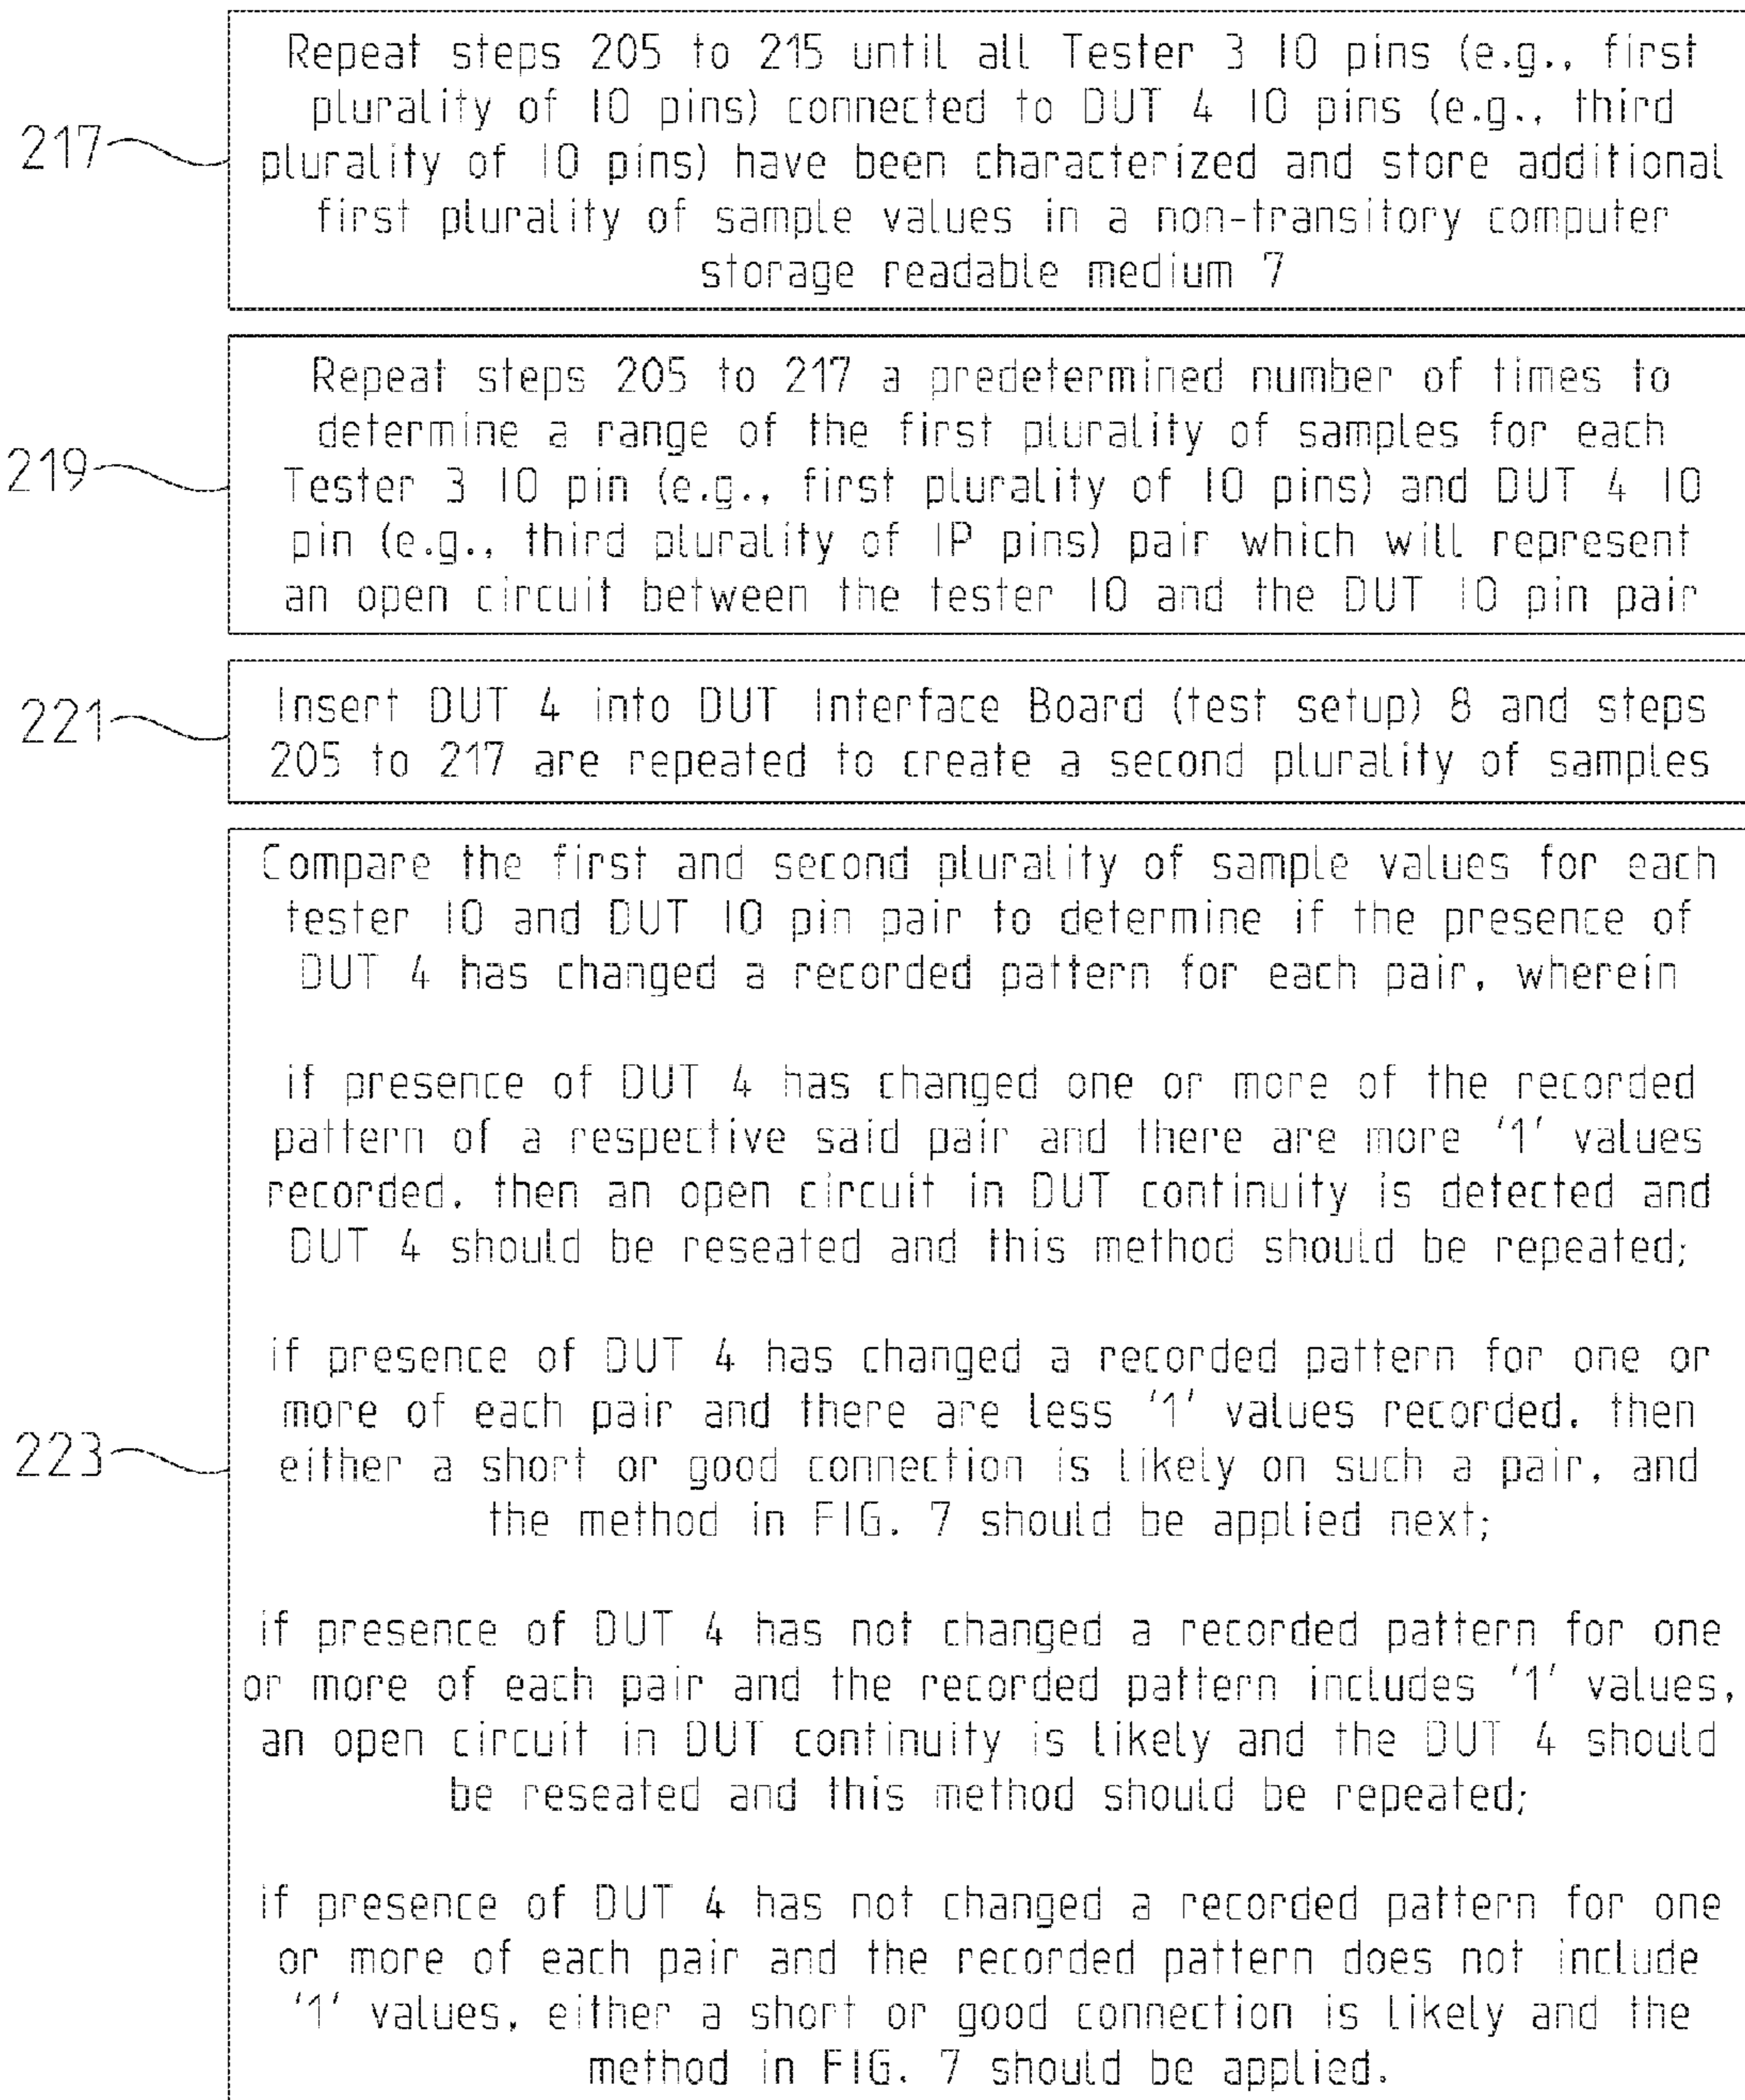 217
Repeat steps 205 to 215 until all Tester 3 IO pins (e.g., first
plurality of IO pins) connected to DUT 4 IO pins (e.g., third
plurality of IO pins) have been characterized and store additional
first plurality of sample values in a non-transitory computer
storage readable medium 7
219
Repeat steps 205 to 217 a predetermined number of times to
determine a range of the first plurality of samples for each
Tester 3 IO pin (e.g., first plurality of IO pins) and DUT 4 IO
pin (e.g., third plurality of IP pins) pair which will represent
an open circuit between the tester IO and the DUT IO pin pair
221
Insert DUT 4 into DUT Interface Board (test setup) 8 and steps
205 to 217 are repeated to create a second plurality of samples
223
Compare the first and second plurality of sample values for each
tester IO and DUT IO pin pair to determine if the presence of
DUT 4 has changed a recorded pattern for each pair, wherein
if presence of DUT 4 has changed one or more of the recorded
pattern of a respective said pair and there are more '1' values
recorded, then an open circuit in DUT continuity is detected and
DUT 4 should be reseated and this method should be repeated;
if presence of DUT 4 has changed a recorded pattern for one or
more of each pair and there are less '1' values recorded, then
either a short or good connection is likely on such a pair, and
the method in FIG. 7 should be applied next;
if presence of DUT 4 has not changed a recorded pattern for one
or more of each pair and the recorded pattern includes '1' values,
an open circuit in DUT continuity is likely and the DUT 4 should
be reseated and this method should be repeated;
if presence of DUT 4 has not changed a recorded pattern for one
or more of each pair and the recorded pattern does not include
'1' values, either a short or good connection is likely and the
method in FIG. 7 should be applied.